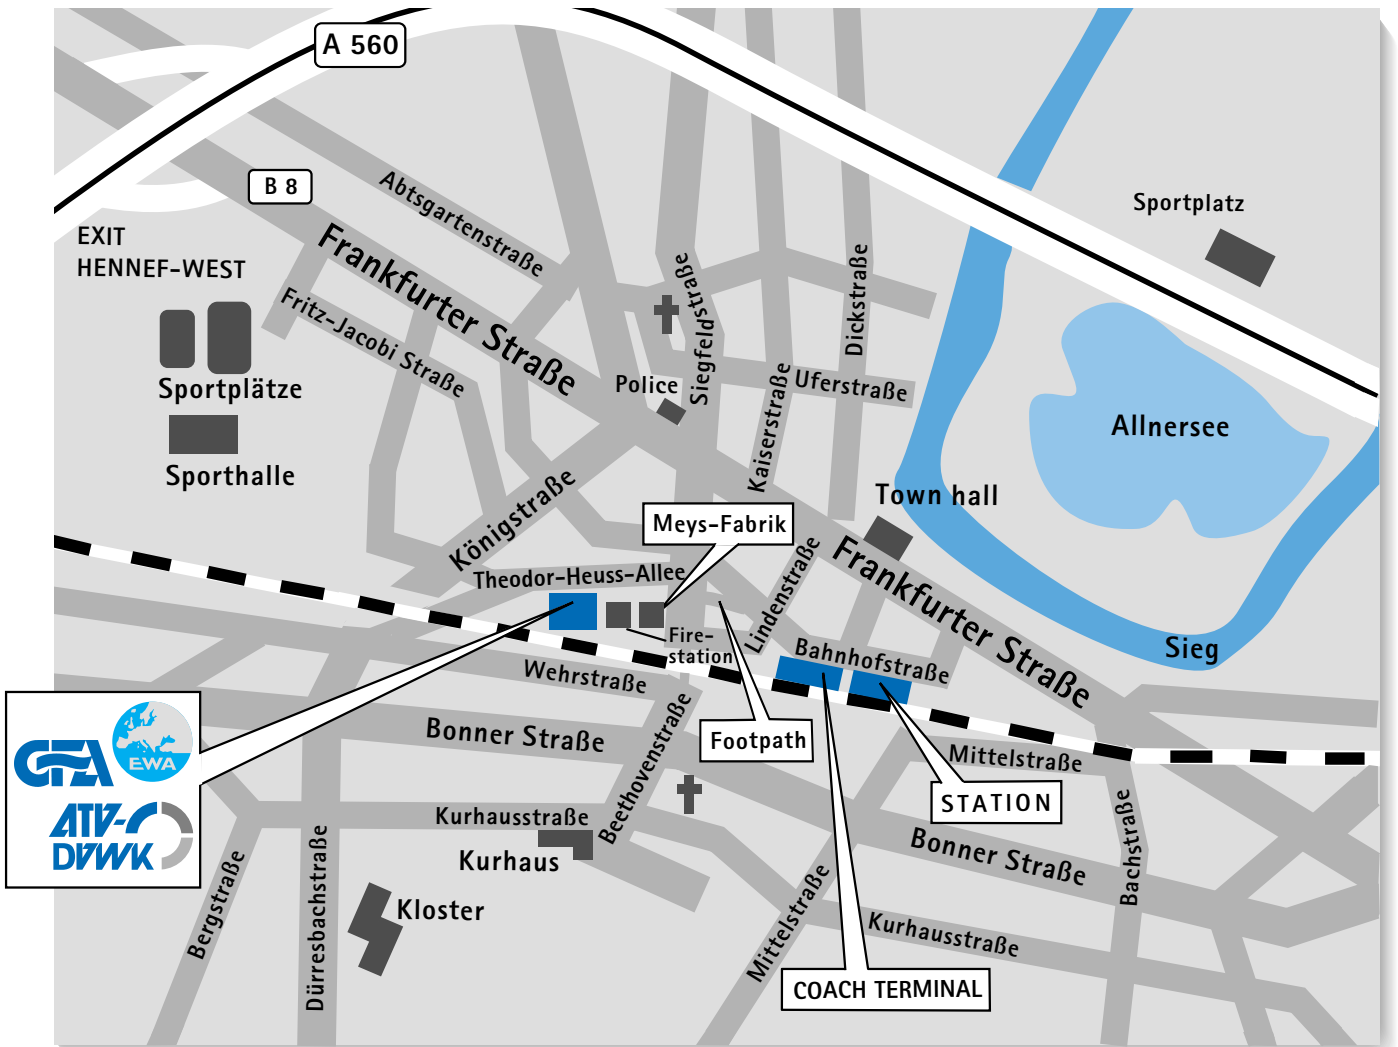 A 560
B 8
EXIT
HENNEF-WEST
Abtsgartenstraße
Frankfurter Straße
Fritz-Jacobi Straße
Sportplätze
Sporthalle
Sportplatz
Siegfeldstraße
Dickstraße
Police
Uferstraße
Kaiserstraße
Allnersee
Town hall
Königstraße
Meys-Fabrik
Theodor-Heuss-Allee
Lindenstraße
Frankfurter Straße
Fire-
station
Bahnhofstraße
Sieg
Wehrstraße
Bonner Straße
Footpath
Beethovenstraße
Mittelstraße
STATION
GFA
EWA
ATV-
DVWK
Kurhausstraße
Kurhaus
Bonner Straße
Bachstraße
Bergstraße
Dürresbachstraße
Kloster
Mittelstraße
Kurhausstraße
COACH TERMINAL